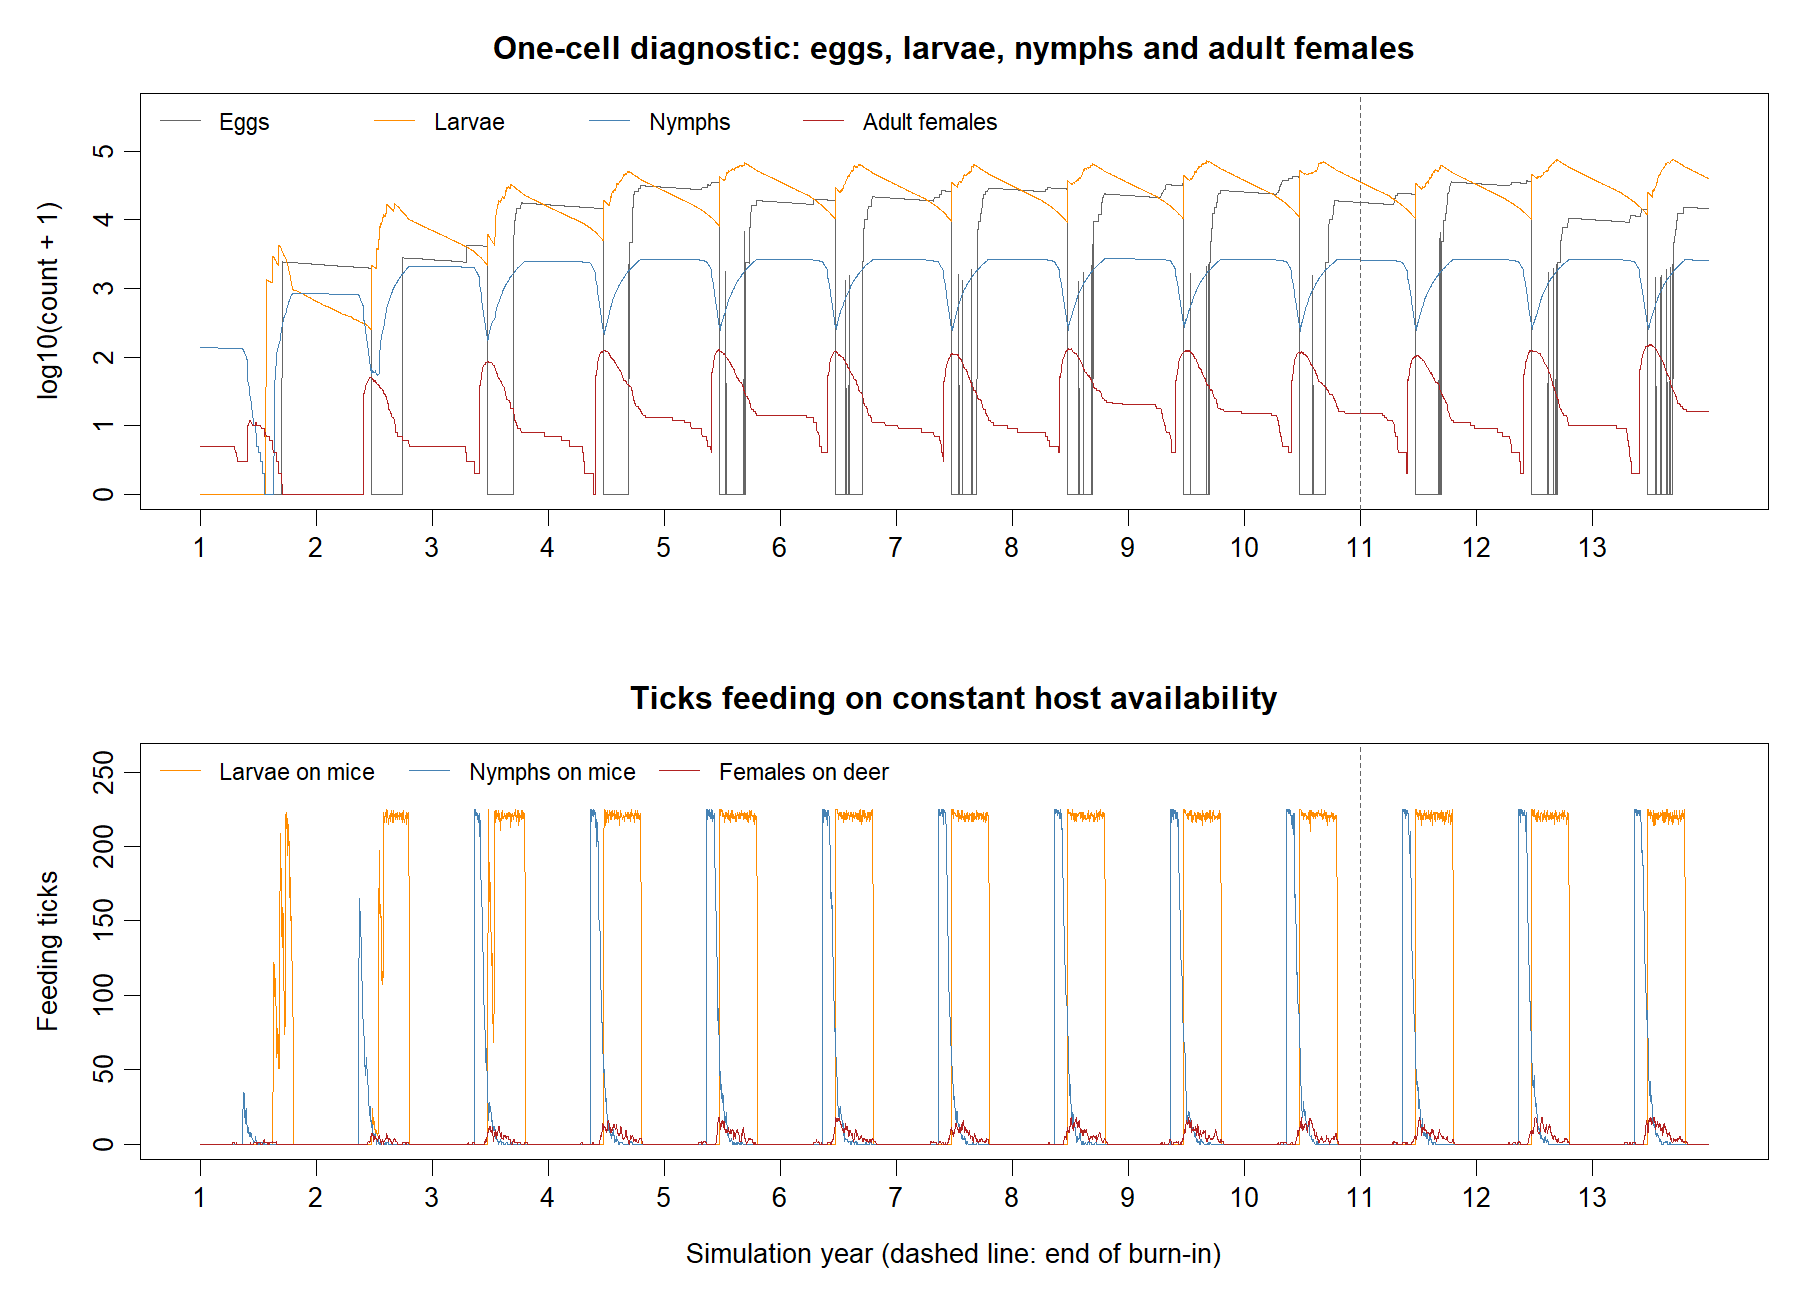 One-cell diagnostic: eggs, larvae, nymphs and adult females
Eggs Larvae Nymphs Adult females
log10(count + 1)
5
4
3
2
1
0
1 2 3 4 5 6 7 8 9 10 11 12 13
Ticks feeding on constant host availability
Larvae on mice Nymphs on mice Females on deer
Feeding ticks
250
200
150
100
50
0
1 2 3 4 5 6 7 8 9 10 11 12 13
Simulation year (dashed line: end of burn-in)